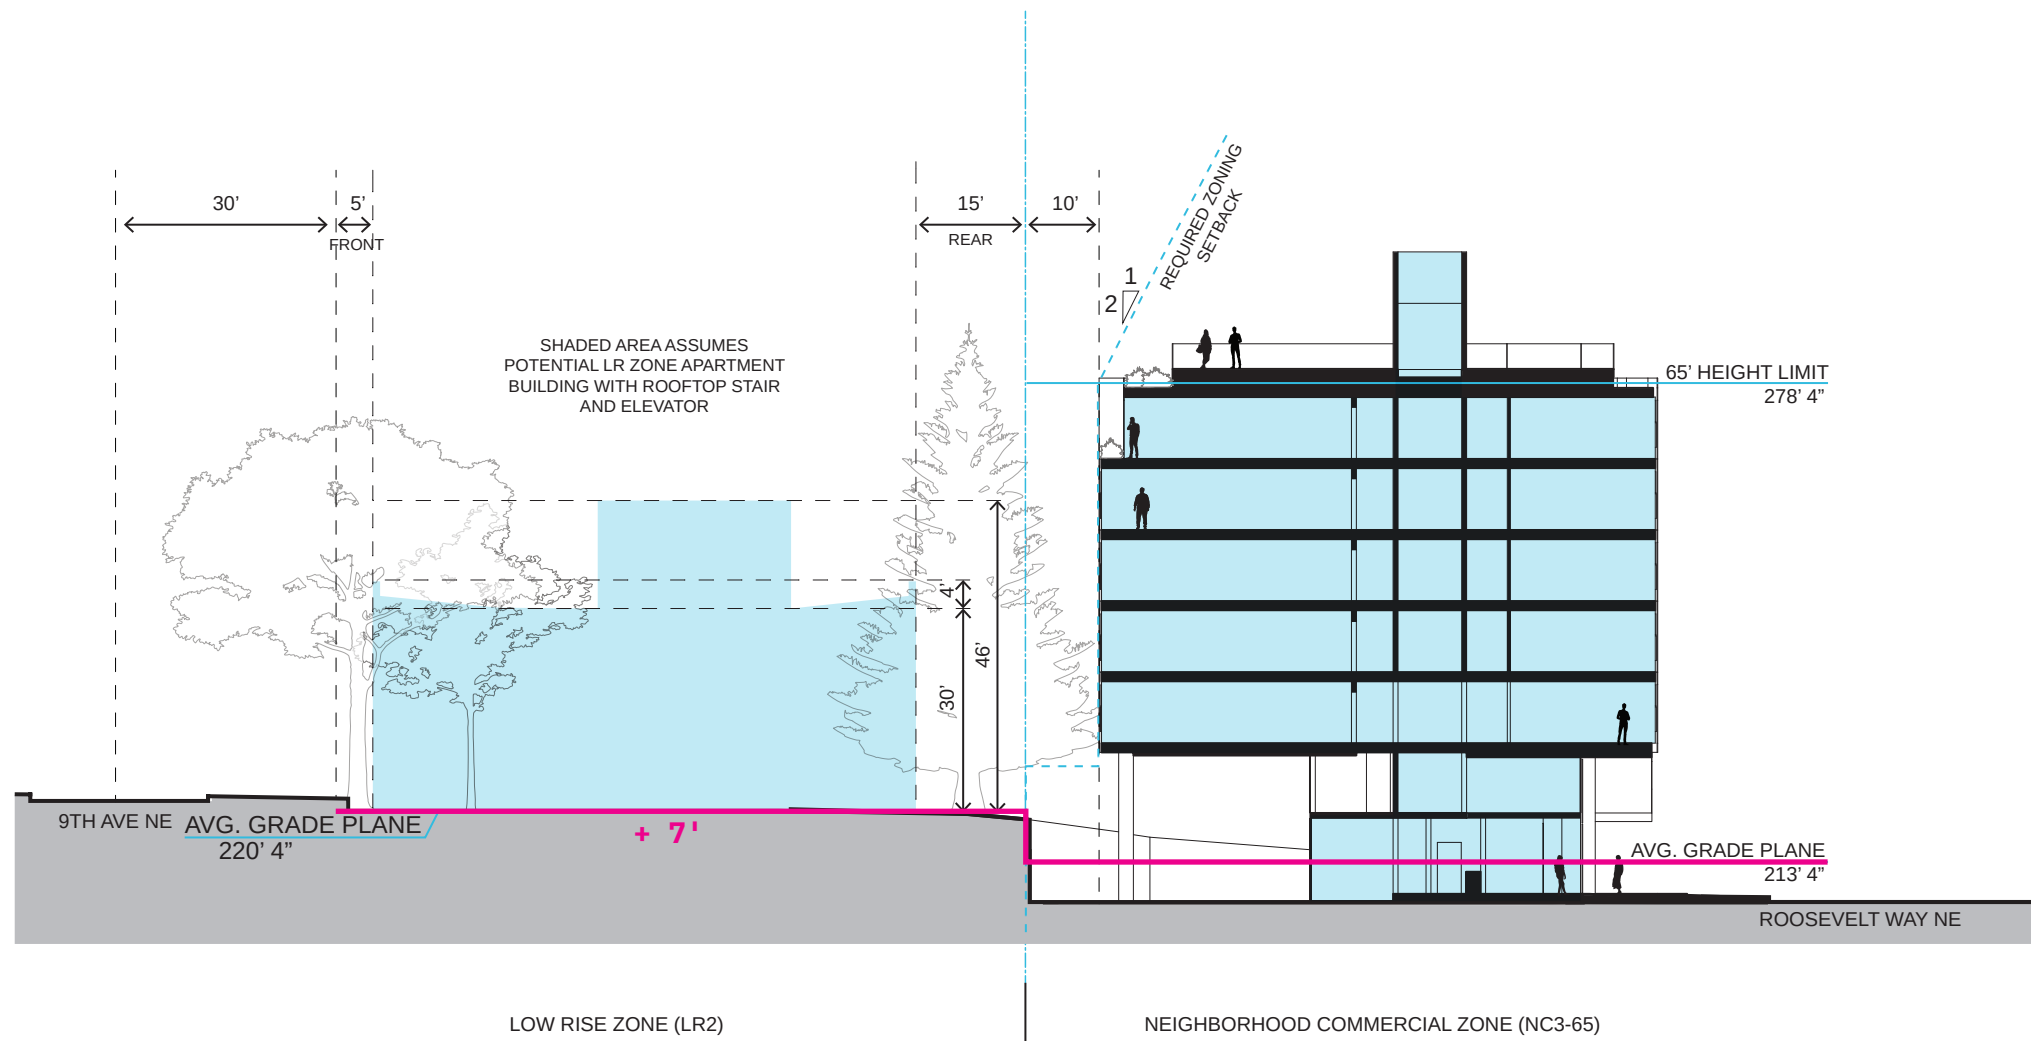 30’
5’
FRONT
15’
REAR
10’
REQUIRED ZONING
SETBACK
1
2
SHADED AREA ASSUMES
POTENTIAL LR ZONE APARTMENT
BUILDING WITH ROOFTOP STAIR
AND ELEVATOR
65’ HEIGHT LIMIT
278’ 4”
4’
46’
30’
9TH AVE NE
AVG. GRADE PLANE
220’ 4”
+ 7'
AVG. GRADE PLANE
213’ 4”
ROOSEVELT WAY NE
LOW RISE ZONE (LR2)
NEIGHBORHOOD COMMERCIAL ZONE (NC3-65)